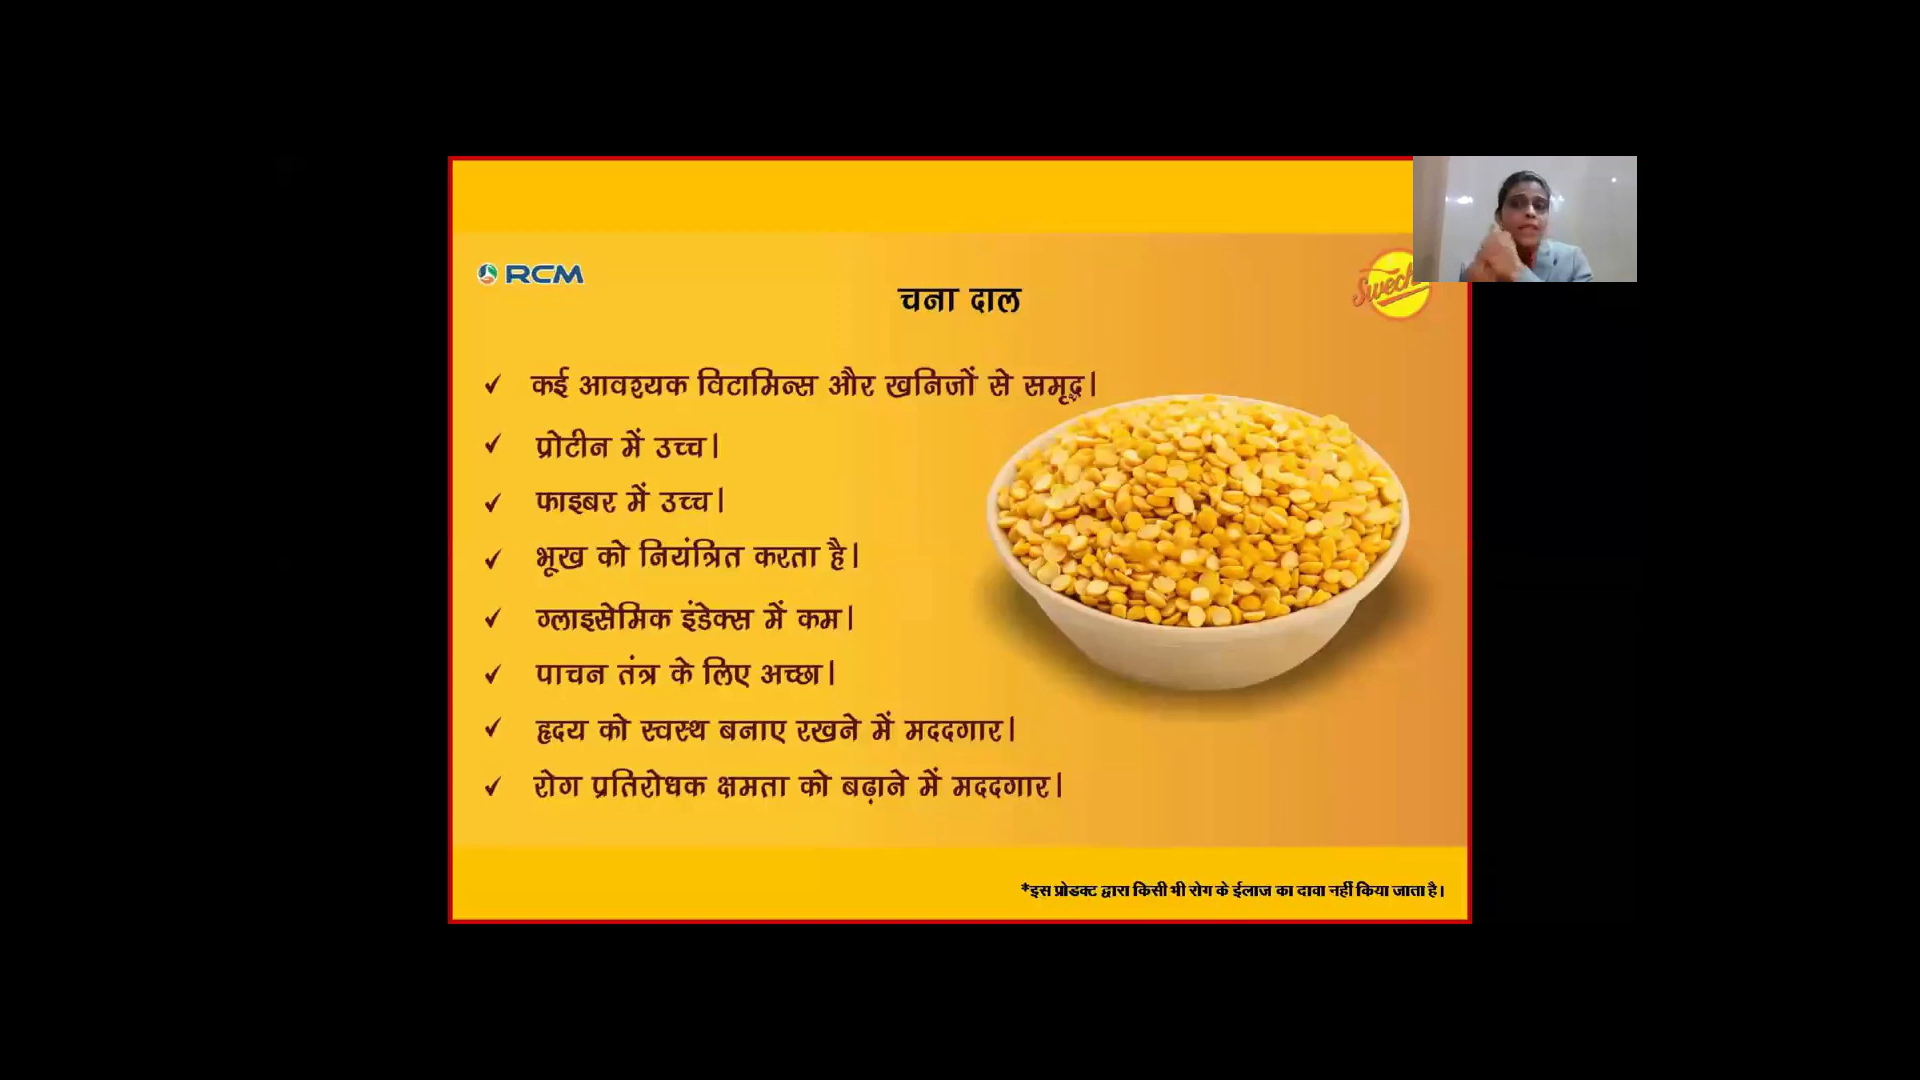 RCM
चना दाल
कई आवश्यक विटामिन्स और खनिजों से समृद्ध।
प्रोटीन में उच्च।
फाइबर में उच्च।
भूख को नियंत्रित करता है।
ग्लाइसेमिक इंडेक्स में कम।
पाचन तंत्र के लिए अच्छा।
हृदय को स्वस्थ बनाए रखने में मददगार।
रोग प्रतिरोधक क्षमता को बढ़ाने में मददगार।
*इस प्रोडक्ट द्वारा किसी भी रोग के ईलाज का दावा नहीं किया जाता है।